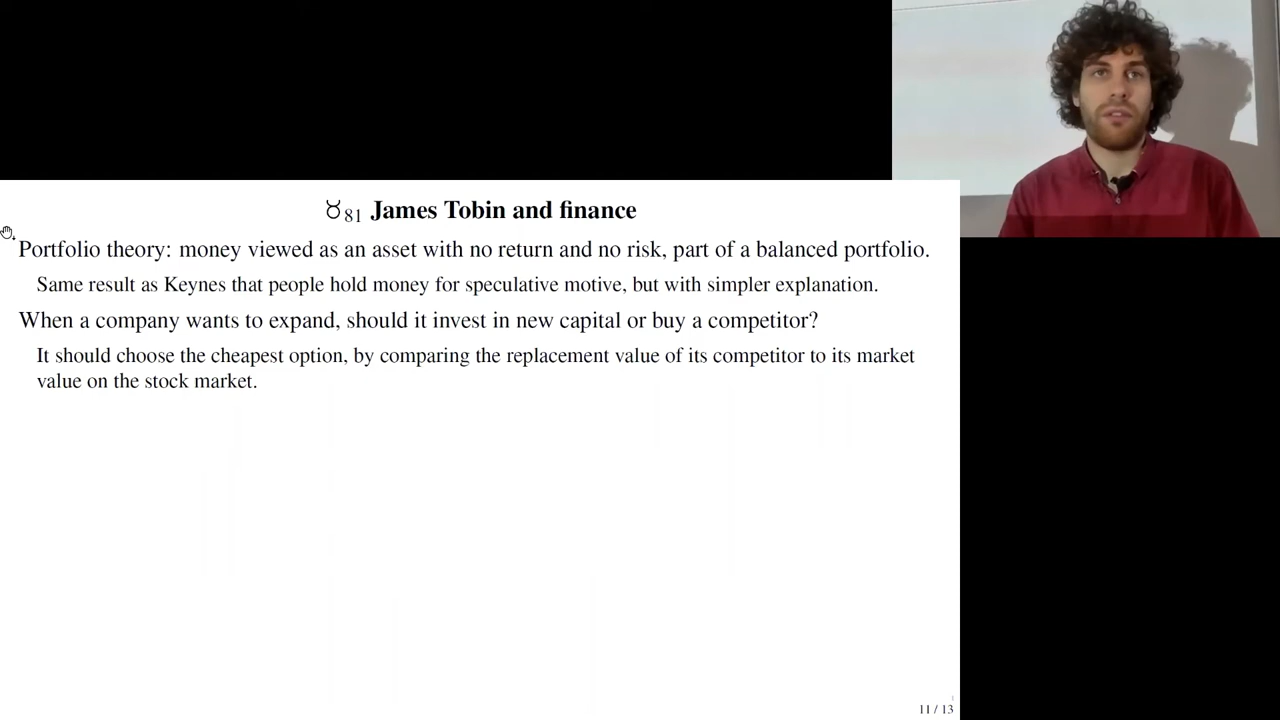 ♉81 James Tobin and finance
Portfolio theory: money viewed as an asset with no return and no risk, part of a balanced portfolio.
Same result as Keynes that people hold money for speculative motive, but with simpler explanation.
When a company wants to expand, should it invest in new capital or buy a competitor?
It should choose the cheapest option, by comparing the replacement value of its competitor to its market
value on the stock market.
11 / 13